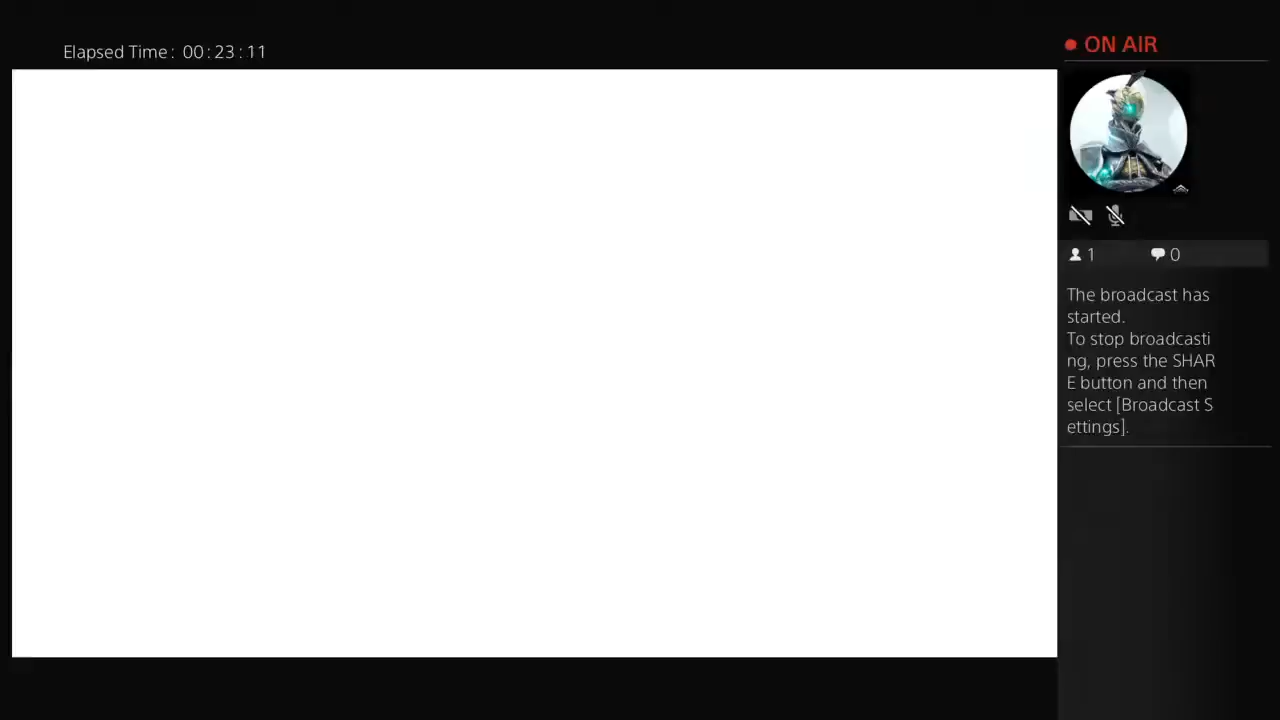 Elapsed Time: 00:23:11
ON AIR
1
0
The broadcast has
started.
To stop broadcasti
ng, press the SHAR
E button and then
select [Broadcast S
ettings].